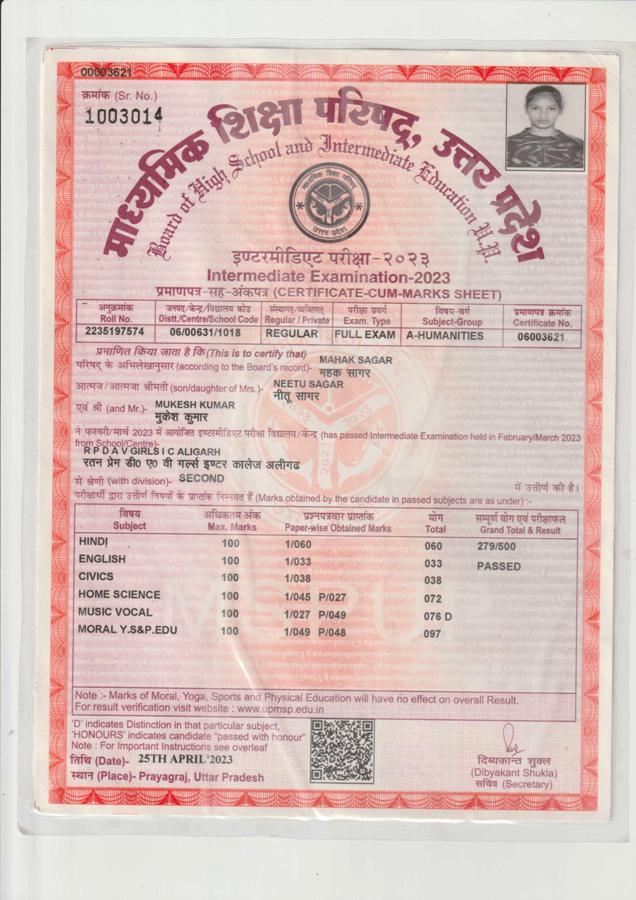 00003621
क्रमांक (Sr. No.)
1003014
माध्यमिक शिक्षा परिषद्, उत्तर प्रदेश
Board of High School and Intermediate Education U.P.
इण्टरमीडिएट परीक्षा-२०२३
Intermediate Examination-2023
प्रमाणपत्र-सह-अंकपत्र (CERTIFICATE-CUM-MARKS SHEET)
अनुक्रमांक जनपद/केन्द्र/विद्यालय कोड संस्थागत/व्यक्तिगत परीक्षा प्रवर्ग विषय-वर्ग प्रमाणपत्र क्रमांक
Roll No. Distt./Centre/School Code Regular / Private Exam. Type Subject-Group Certificate No.
2235197574 06/00631/1018 REGULAR FULL EXAM A-HUMANITIES 06003621
प्रमाणित किया जाता है कि (This is to certify that) MAHAK SAGAR
परिषद् के अभिलेखानुसार (according to the Board's record)- महक सागर
आत्मज/आत्मजा श्रीमती (son/daughter of Mrs.)- NEETU SAGAR
नीतू सागर
एवं श्री (and Mr.)- MUKESH KUMAR
मुकेश कुमार
ने फरवरी/मार्च 2023 में आयोजित इण्टरमीडिएट परीक्षा विद्यालय/केन्द्र (has passed Intermediate Examination held in Fabruary/March 2023
from School/Centre)-
R P D A V GIRLS I C ALIGARH
रतन प्रेम डी० ए० वी गर्ल्स इण्टर कालेज अलीगढ
से श्रेणी (with division)- SECOND में उत्तीर्ण की है।
परीक्षार्थी द्वारा उत्तीर्ण विषयों के प्राप्तांक निम्नवत हैं (Marks obtained by the candidate in passed subjects are as under) :-
विषय अधिकतम अंक प्रश्नपत्रवार प्राप्तांक योग सम्पूर्ण योग एवं परीक्षाफल
Subject Max. Marks Paper-wise Obtained Marks Total Grand Total & Result
HINDI 100 1/060 060 279/500
ENGLISH 100 1/033 033 PASSED
CIVICS 100 1/038 038
HOME SCIENCE 100 1/045 P/027 072
MUSIC VOCAL 100 1/027 P/049 076 D
MORAL Y.S&P.EDU 100 1/049 P/048 097
Note :- Marks of Moral, Yoga, Sports and Physical Education will have no effect on overall Result.
For result verification visit website : www.upmsp.edu.in
'D' indicates Distinction in that particular subject,
'HONOURS' indicates candidate "passed with honour"
Note : For Important Instructions see overleaf
तिथि (Date)- 25TH APRIL'2023
स्थान (Place)- Prayagraj, Uttar Pradesh
दिब्यकान्त शुक्ल
(Dibyakant Shukla)
सचिव (Secretary)